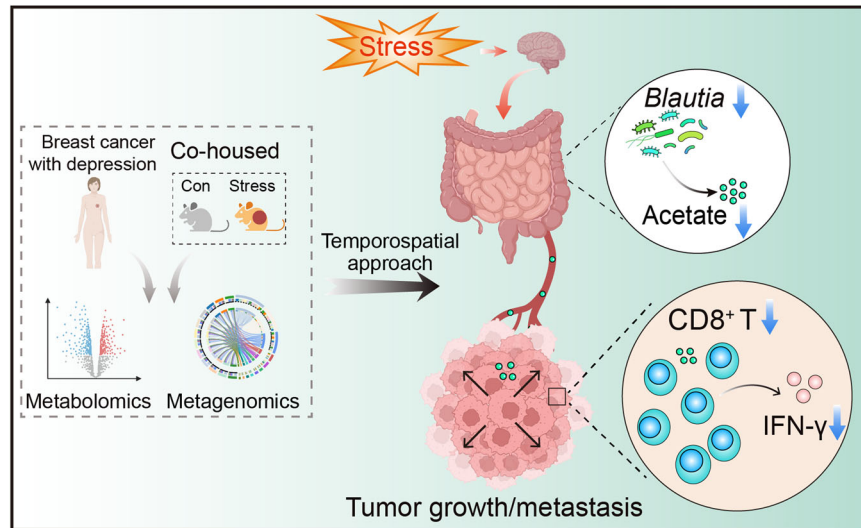 Stress
Breast cancer
with depression
Co-housed
Con Stress
Metabolomics
Metagenomics
Temporospatial
approach
Blautia
Acetate
CD8⁺ T
IFN-γ
Tumor growth/metastasis